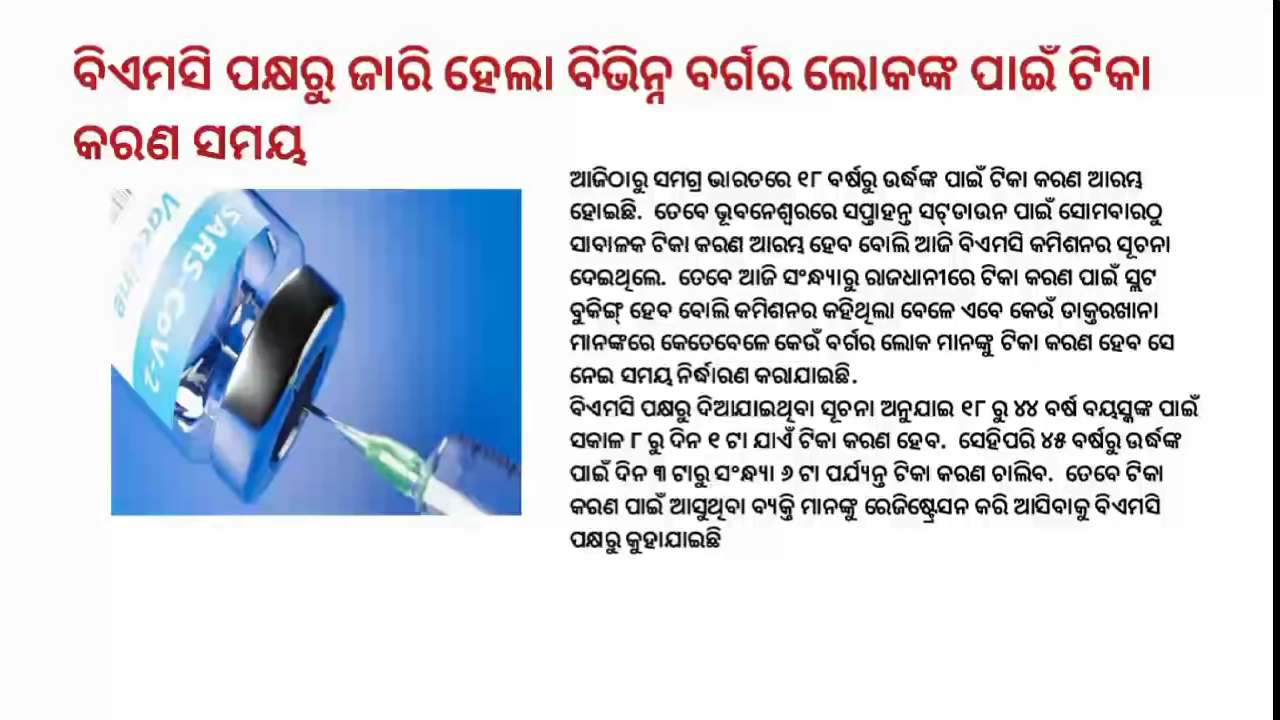 ବିଏମସି ପକ୍ଷରୁ ଜାରି ହେଲା ବିଭିନ୍ନ ବର୍ଗର ଲୋକଙ୍କ ପାଇଁ ଟିକା
କରଣ ସମୟ
ଆଜିଠାରୁ ସମଗ୍ର ଭାରତରେ ୧୮ ବର୍ଷରୁ ଉର୍ଦ୍ଧଙ୍କ ପାଇଁ ଟିକା କରଣ ଆରମ୍ଭ
ହୋଇଛି. ତେବେ ଭୂବନେଶ୍ୱରରେ ସପ୍ତାହନ୍ତ ସଟ୍‌ଡାଉନ ପାଇଁ ସୋମବାରଠୁ
ସାବାଳକ ଟିକା କରଣ ଆରମ୍ଭ ହେବ ବୋଲି ଆଜି ବିଏମସି କମିଶନର ସୂଚନା
ଦେଇଥିଲେ. ତେବେ ଆଜି ସଂନ୍ଧ୍ୟାରୁ ରାଜଧାନୀରେ ଟିକା କରଣ ପାଇଁ ସ୍ଲଟ
ବୁକିଙ୍ଗ୍ ହେବ ବୋଲି କମିଶନର କହିଥିଲା ବେଳେ ଏବେ କେଉଁ ଡାକ୍ତରଖାନା
ମାନଙ୍କରେ କେତେବେଳେ କେଉଁ ବର୍ଗର ଲୋକ ମାନଙ୍କୁ ଟିକା କରଣ ହେବ ସେ
ନେଇ ସମୟ ନିର୍ଦ୍ଧାରଣ କରାଯାଇଛି.
ବିଏମସି ପକ୍ଷରୁ ଦିଆଯାଇଥିବା ସୂଚନା ଅନୁଯାଇ ୧୮ ରୁ ୪୪ ବର୍ଷ ବୟସ୍କଙ୍କ ପାଇଁ
ସକାଳ ୮ ରୁ ଦିନ ୧ ଟା ଯାଏଁ ଟିକା କରଣ ହେବ. ସେହିପରି ୪୫ ବର୍ଷରୁ ଉର୍ଦ୍ଧଙ୍କ
ପାଇଁ ଦିନ ୩ ଟାରୁ ସଂନ୍ଧ୍ୟା ୬ ଟା ପର୍ଯ୍ୟନ୍ତ ଟିକା କରଣ ଚାଲିବ. ତେବେ ଟିକା
କରଣ ପାଇଁ ଆସୁଥିବା ବ୍ୟକ୍ତି ମାନଙ୍କୁ ରେଜିଷ୍ଟ୍ରେସନ କରି ଆସିବାକୁ ବିଏମସି
ପକ୍ଷରୁ କୁହାଯାଇଛି
SARS-CoV-2
Vaccine